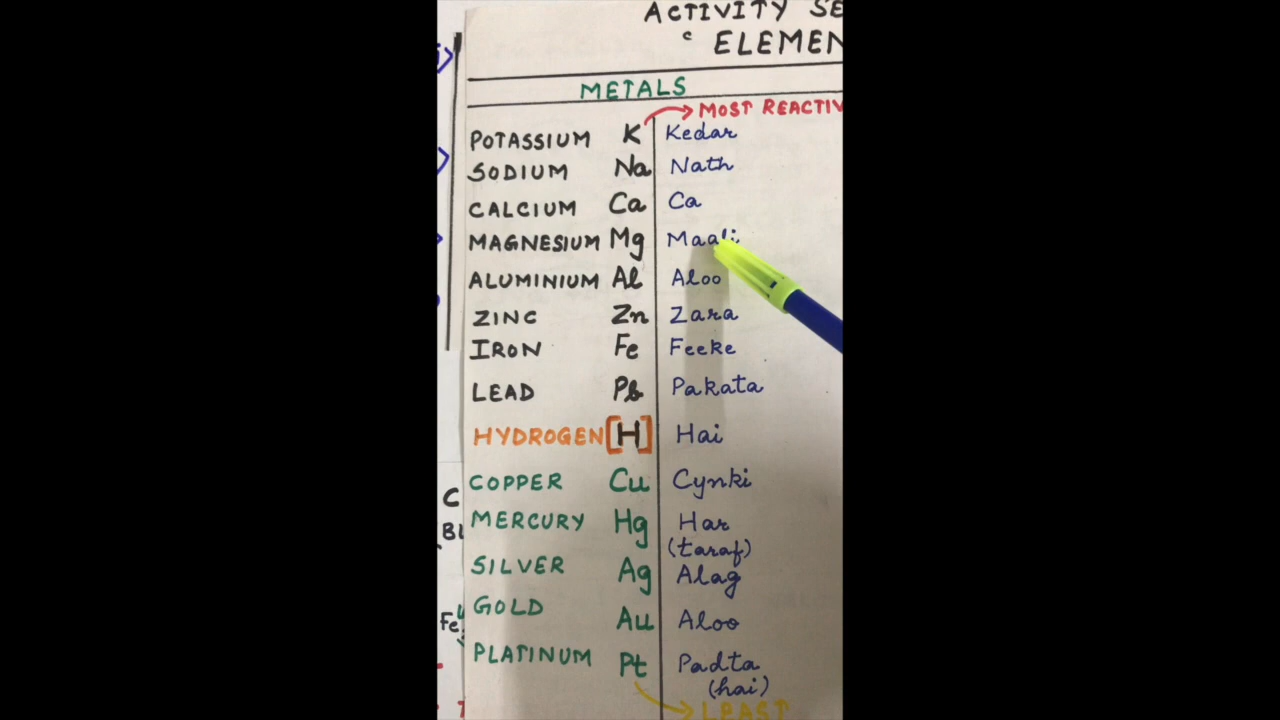 ACTIVITY SE
ELEMEN
METALS
MOST REACTIV
POTASSIUM K Kedar
SODIUM Na Nath
CALCIUM Ca Ca
MAGNESIUM Mg Maali
ALUMINIUM Al Aloo
ZINC Zn Zara
IRON Fe Feeke
LEAD Pb Pakata
HYDROGEN [H] Hai
COPPER Cu Cynki
MERCURY Hg Har
(taraf)
SILVER Ag Alag
GOLD Au Aloo
PLATINUM Pt Padta
(hai)
LEAST
C
Fe